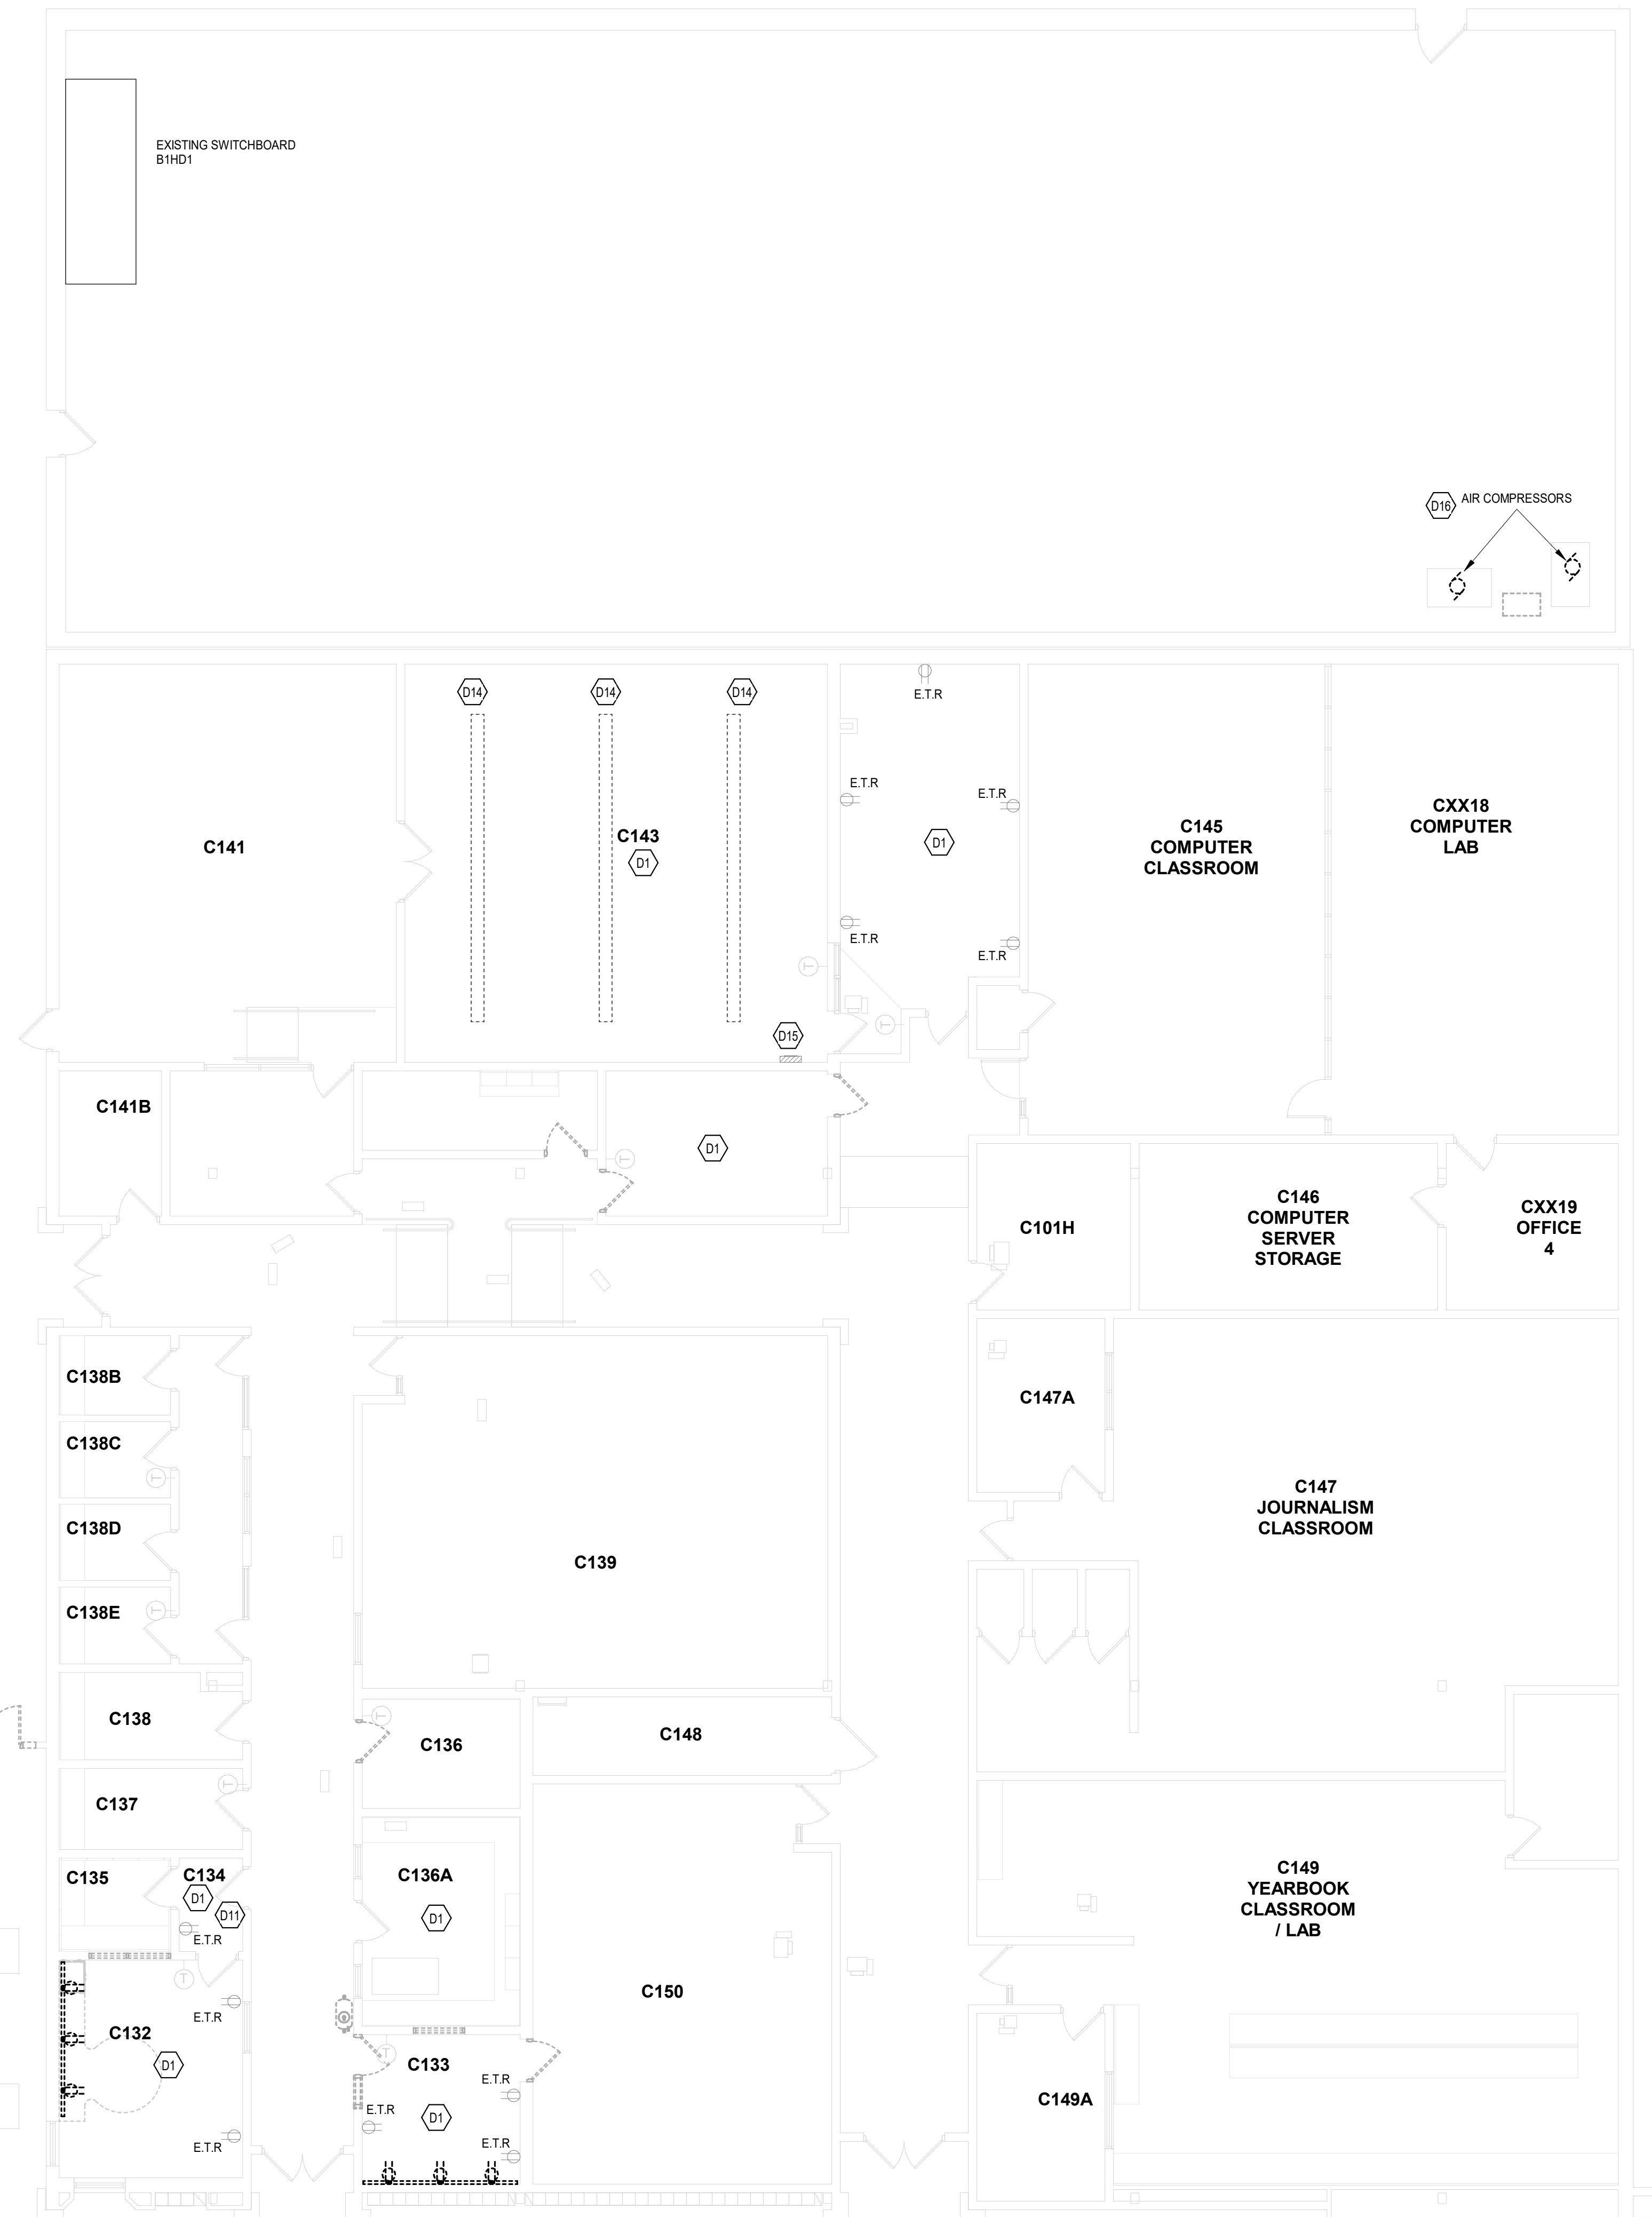 EXISTING SWITCHBOARD
B1HD1
D16
AIR COMPRESSORS
D14
D14
D14
E.T.R
E.T.R
E.T.R
C141
C143
D1
D1
C145
COMPUTER
CLASSROOM
CXX18
COMPUTER
LAB
E.T.R
E.T.R
T
T
D15
C141B
D1
T
C101H
C146
COMPUTER
SERVER
STORAGE
CXX19
OFFICE
4
C138B
C147A
C138C
T
C147
JOURNALISM
CLASSROOM
C138D
C139
C138E
T
C138
T
C136
C148
C137
T
C135
C134
D1
D11
E.T.R
C136A
D1
C149
YEARBOOK
CLASSROOM
/ LAB
T
E.T.R
C132
D1
C150
T
C133
E.T.R
E.T.R
D1
E.T.R
E.T.R
C149A